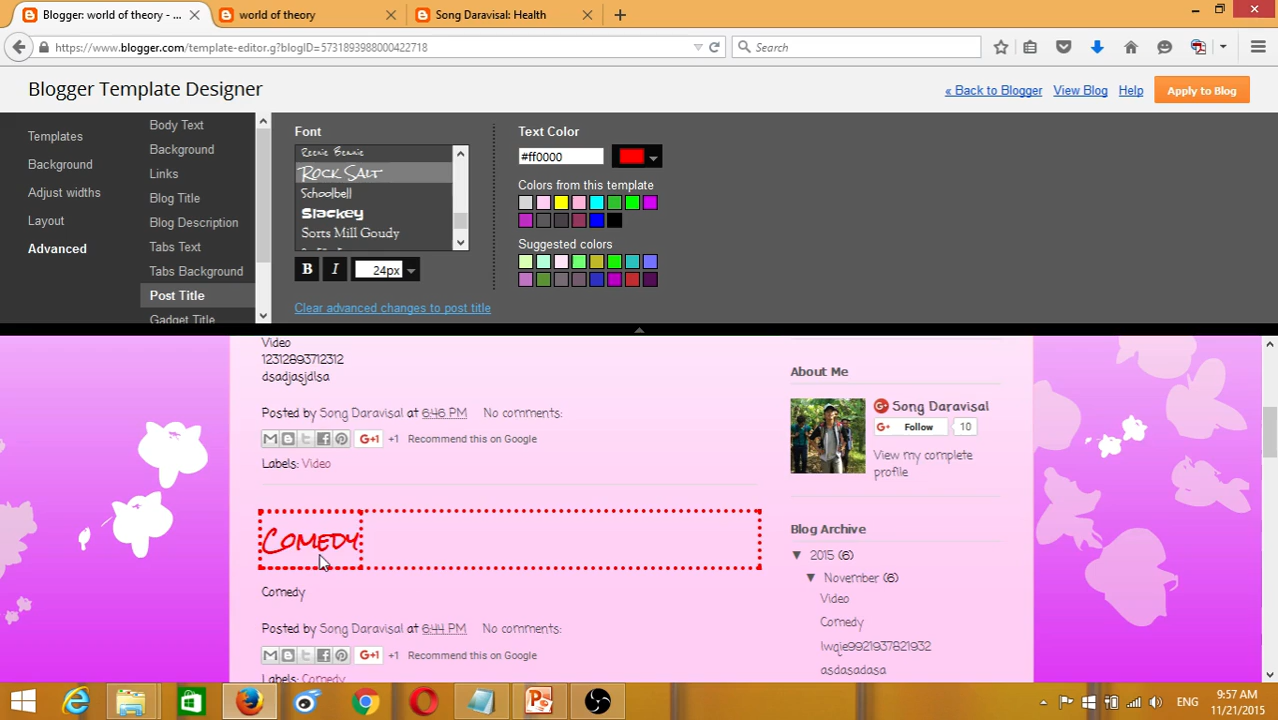 Blogger: world of theory - ...
world of theory
Song Daravisal: Health
https://www.blogger.com/template-editor.g?blogID=5731893988000422718
Search
Blogger Template Designer
« Back to Blogger
View Blog
Help
Apply to Blog
Templates
Background
Adjust widths
Layout
Advanced
Body Text
Background
Links
Blog Title
Blog Description
Tabs Text
Tabs Background
Post Title
Gadget Title
Font
Reenie Beanie
Rock Salt
Schoolbell
Slackey
Sorts Mill Goudy
B I 24px
Clear advanced changes to post title
Text Color
#ff0000
Colors from this template
Suggested colors
Video
12312893712312
dsadjasjdlsa
Posted by Song Daravisal at 6:46 PM No comments:
G+1 +1 Recommend this on Google
Labels: Video
Comedy
Comedy
Posted by Song Daravisal at 6:44 PM No comments:
G+1 +1 Recommend this on Google
Labels: Comedy
About Me
Song Daravisal
G+ Follow 10
View my complete
profile
Blog Archive
▼ 2015 (6)
▼ November (6)
Video
Comedy
lwqje9921937821932
asdasadasa
ENG
9:57 AM
11/21/2015